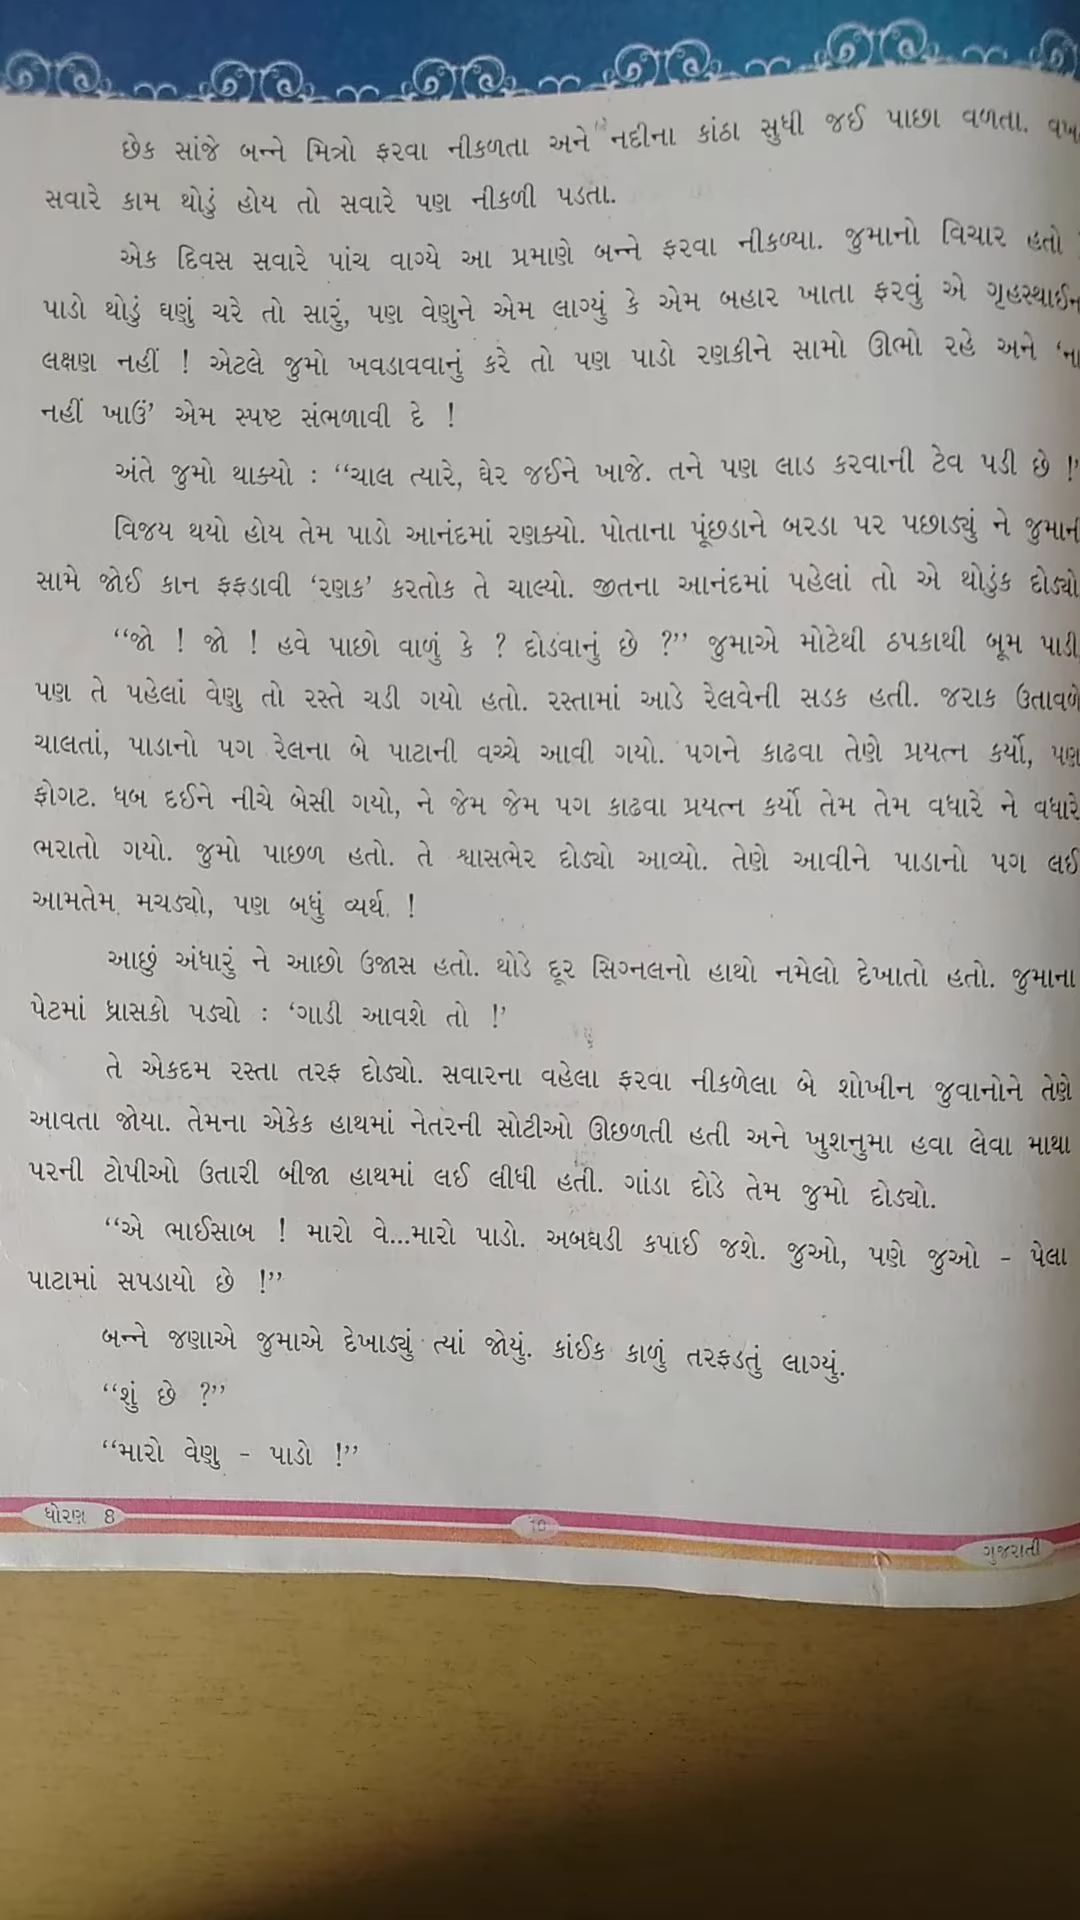 છેક સાંજે બન્ને મિત્રો ફરવા નીકળતા અને નદીના કાંઠા સુધી જઈ પાછા વળતા.
સવારે કામ થોડું હોય તો સવારે પણ નીકળી પડતા.
એક દિવસ સવારે પાંચ વાગ્યે આ પ્રમાણે બન્ને ફરવા નીકળ્યા. જુમાનો વિચાર હતો
પાડો થોડું ઘણું ચરે તો સારું, પણ વેણુને એમ લાગ્યું કે એમ બહાર ખાતા ફરવું એ
લક્ષણ નહીં ! એટલે જુમો ખવડાવવાનું કરે તો પણ પાડો રણકીને સામો ઊભો રહે અને ‘ના
નહીં ખાઉં’ એમ સ્પષ્ટ સંભળાવી દે !
અંતે જુમો થાક્યો : “ચાલ ત્યારે, ઘેર જઈને ખાજે. તને પણ લાડ કરવાની ટેવ પડી છે !”
વિજય થયો હોય તેમ પાડો આનંદમાં રણક્યો. પોતાના પૂંછડાને બરડા પર પછાડ્યું ને જુમાની
સામે જોઈ કાન ફફડાવી ‘રણક’ કરતોક તે ચાલ્યો. જીતના આનંદમાં પહેલાં તો એ થોડુંક દોડ્યો
“જો ! જો ! હવે પાછો વાળું કે ? દોડવાનું છે ?” જુમાએ મોટેથી ઠપકાથી બૂમ પાડી
પણ તે પહેલાં વેણુ તો રસ્તે ચડી ગયો હતો. રસ્તામાં આડે રેલવેની સડક હતી. જરાક ઉતાવળે
ચાલતાં, પાડાનો પગ રેલના બે પાટાની વચ્ચે આવી ગયો. પગને કાઢવા તેણે પ્રયત્ન કર્યો, પણ
ફોગટ. ધબ દઈને નીચે બેસી ગયો, ને જેમ જેમ પગ કાઢવા પ્રયત્ન કર્યો તેમ તેમ વધારે ને વધારે
ભરાતો ગયો. જુમો પાછળ હતો. તે શ્વાસભેર દોડ્યો આવ્યો. તેણે આવીને પાડાનો પગ લઈ
આમતેમ મચડ્યો, પણ બધું વ્યર્થ !
આછું અંધારું ને આછો ઉજાસ હતો. થોડે દૂર સિગ્નલનો હાથો નમેલો દેખાતો હતો. જુમાના
પેટમાં ધ્રાસકો પડ્યો : ‘ગાડી આવશે તો !’
તે એકદમ રસ્તા તરફ દોડ્યો. સવારના વહેલા ફરવા નીકળેલા બે શોખીન જુવાનોને તેણે
આવતા જોયા. તેમના એકેક હાથમાં નેતરની સોટીઓ ઊછળતી હતી અને ખુશનુમા હવા લેવા માથા
પરની ટોપીઓ ઉતારી બીજા હાથમાં લઈ લીધી હતી. ગાંડા દોડે તેમ જુમો દોડ્યો.
“એ ભાઈસાબ ! મારો વે...મારો પાડો. અબઘડી કપાઈ જશે. જુઓ, પણે જુઓ – પેલા
પાટામાં સપડાયો છે !”
બન્ને જણાએ જુમાએ દેખાડ્યું ત્યાં જોયું. કાંઈક કાળું તરફડતું લાગ્યું.
“શું છે ?”
“મારો વેણુ – પાડો !”
ધોરણ 8
10
ગુજરાતી